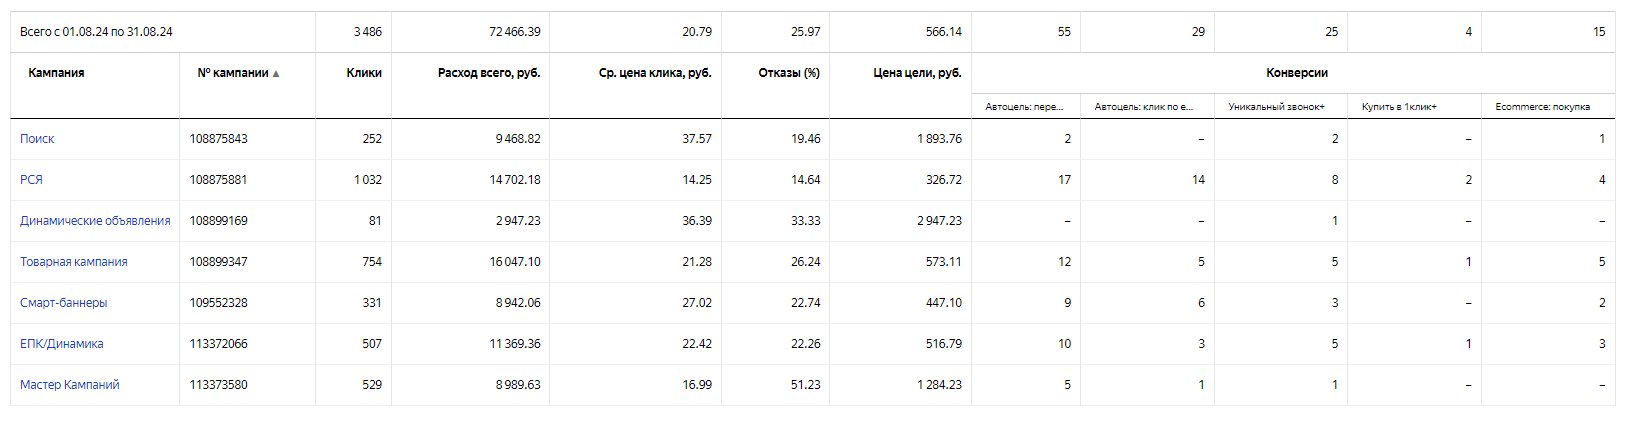 Всего с 01.08.24 по 31.08.24 3 486 72 466.39 20.79 25.97 566.14 55 29 25 4 15
Кампания № кампании ▲ Клики Расход всего, руб. Ср. цена клика, руб. Отказы (%) Цена цели, руб. Конверсии
Автоцель: пере... Автоцель: клик по е... Уникальный звонок+ Купить в 1клик+ Ecommerce: покупка
Поиск 108875843 252 9 468.82 37.57 19.46 1 893.76 2 – 2 – 1
РСЯ 108875881 1 032 14 702.18 14.25 14.64 326.72 17 14 8 2 4
Динамические объявления 108899169 81 2 947.23 36.39 33.33 2 947.23 – – 1 – –
Товарная кампания 108899347 754 16 047.10 21.28 26.24 573.11 12 5 5 1 5
Смарт-баннеры 109552328 331 8 942.06 27.02 22.74 447.10 9 6 3 – 2
ЕПК/Динамика 113372066 507 11 369.36 22.42 22.26 516.79 10 3 5 1 3
Мастер Кампаний 113373580 529 8 989.63 16.99 51.23 1 284.23 5 1 1 – –